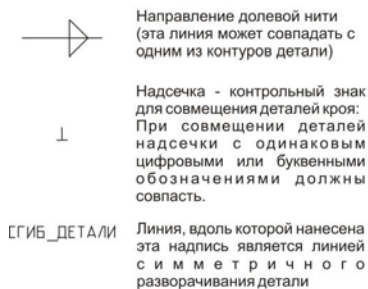 Направление долевой нити
(эта линия может совпадать с
одним из контуров детали)
Надсечка - контрольный знак
для совмещения деталей кроя:
При совмещении деталей
надсечки с одинаковым
цифровыми или буквенными
обозначениями должны
совпасть.
СГИБ_ДЕТАЛИ
Линия, вдоль которой нанесена
эта надпись является линией
симметричного
разворачивания детали